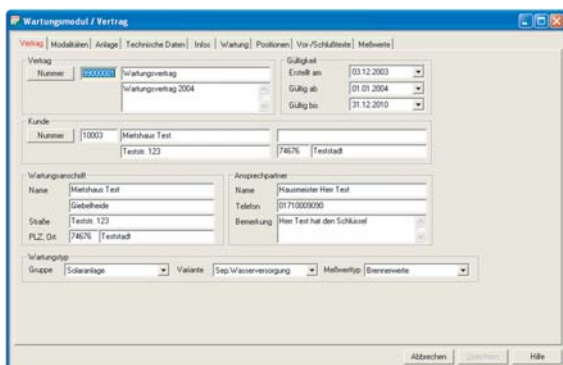 Wartungsmodul / Vertrag
Vertrag Modalitäten Anlage Technische Daten Infos Wartung Positionen Vor-/Schlußtexte Meßwerte
Vertrag Gültigkeit
Nummer 99000001 Wartungsvertrag Erstellt am 03.12.2003
Wartungsvertrag 2004 Gültig ab 01.01.2004
Gültig bis 31.12.2010
Kunde
Nummer 10003 Mietshaus Test
Teststr. 123 74676 Teststadt
Wartungsanschrift Ansprechpartner
Name Mietshaus Test Name Hausmeister Herr Test
Giebelheide Telefon 01710009090
Straße Teststr. 123 Bemerkung Herr Test hat den Schlüssel
PLZ, Ort 74676 Teststadt
Wartungstyp
Gruppe Solaranlage Variante Sep.Wasserversorgung Meßwerttyp Brennerwerte
Abbrechen Speichern Hilfe